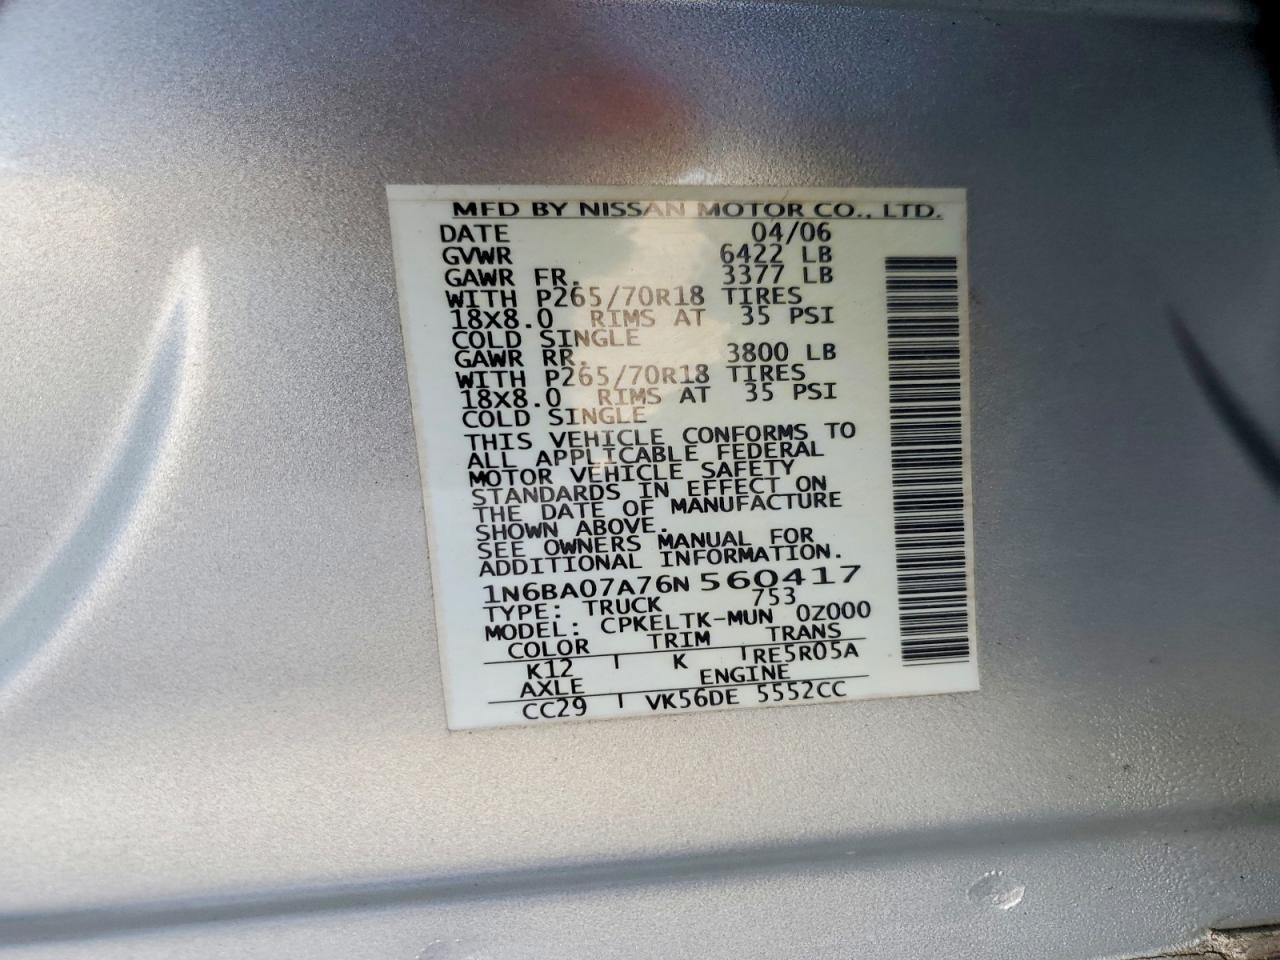 MFD BY NISSAN MOTOR CO., LTD.
DATE 04/06
GVWR 6422 LB
GAWR FR. 3377 LB
WITH P265/70R18 TIRES
18X8.0 RIMS AT 35 PSI
COLD SINGLE
GAWR RR. 3800 LB
WITH P265/70R18 TIRES
18X8.0 RIMS AT 35 PSI
COLD SINGLE
THIS VEHICLE CONFORMS TO
ALL APPLICABLE FEDERAL
MOTOR VEHICLE SAFETY
STANDARDS IN EFFECT ON
THE DATE OF MANUFACTURE
SHOWN ABOVE.
SEE OWNERS MANUAL FOR
ADDITIONAL INFORMATION.
1N6BA07A76N560417
TYPE: TRUCK 753
MODEL: CPKELTK-MUN 0Z000
COLOR TRIM TRANS
K12 K RE5R05A
AXLE ENGINE
CC29 VK56DE 5552CC